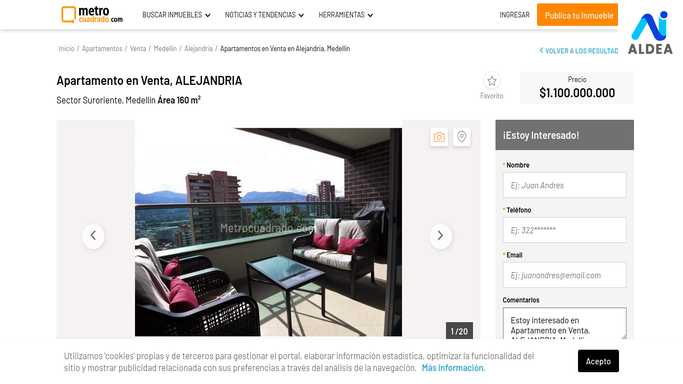 metro
cuadrado.com
BUSCAR INMUEBLES
NOTICIAS Y TENDENCIAS
HERRAMIENTAS
INGRESAR
Publica tu Inmueble
ALDEA
Inicio / Apartamentos / Venta / Medellín / Alejandría / Apartamentos en Venta en Alejandría, Medellín
VOLVER A LOS RESULTAD
Apartamento en Venta, ALEJANDRIA
Sector Suroriente, Medellín Área 160 m²
Favorito
Precio
$1.100.000.000
Metrocuadrado.com
1 / 20
¡Estoy Interesado!
* Nombre
Ej: Juan Andres
* Teléfono
Ej: 322*******
* Email
Ej: juanandres@email.com
Comentarios
Estoy interesado en
Apartamento en Venta,
Utilizamos 'cookies' propias y de terceros para gestionar el portal, elaborar información estadística, optimizar la funcionalidad del
sitio y mostrar publicidad relacionada con sus preferencias a través del análisis de la navegación. Más información.
Acepto